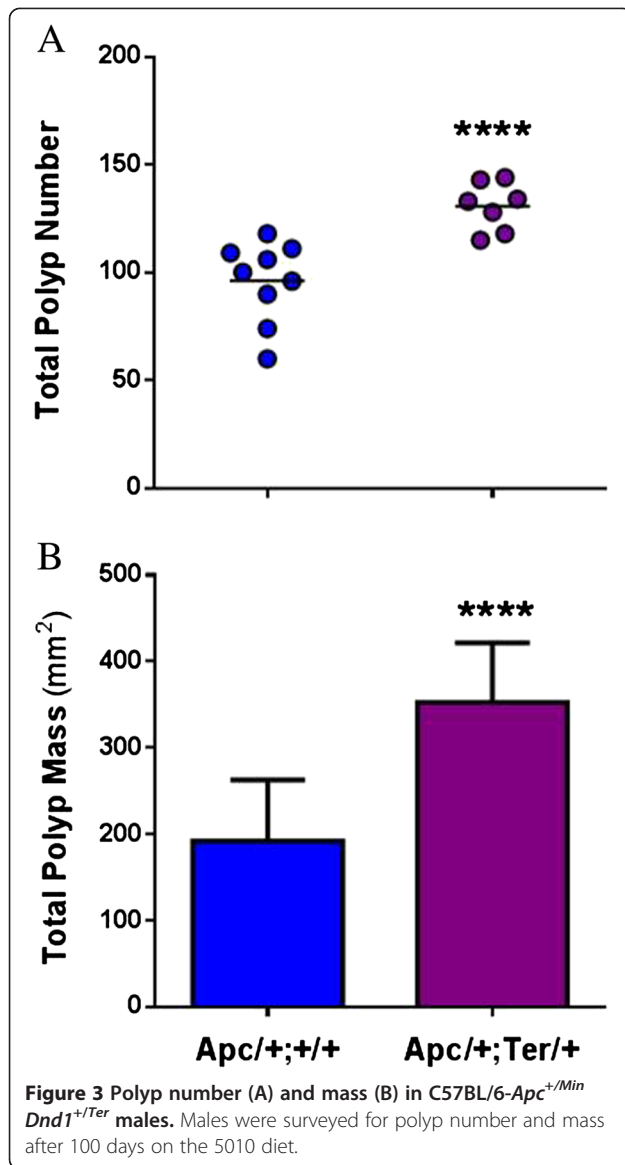 A
200
150
100
50
0
Total Polyp Number
****
B
500
400
300
200
100
0
Total Polyp Mass (mm²)
****
Apc/+;+/+ Apc/+;Ter/+
Figure 3 Polyp number (A) and mass (B) in C57BL/6-Apc⁺/ᴹⁱⁿ
Dnd1⁺/ᵀᵉʳ males. Males were surveyed for polyp number and mass
after 100 days on the 5010 diet.